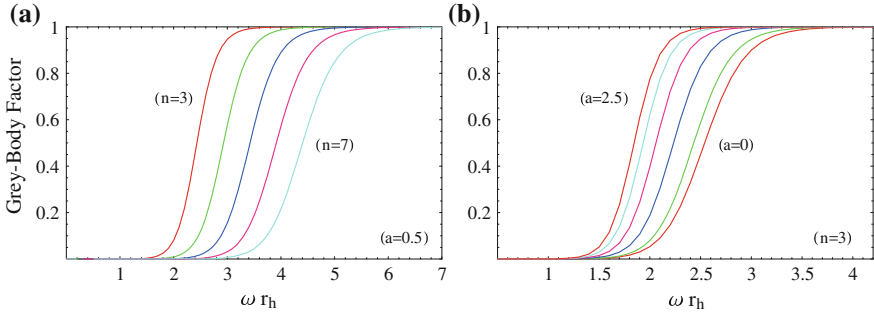 (a)
Grey-Body Factor
1
0.8
0.6
0.4
0.2
(n=3)
(n=7)
(a=0.5)
1 2 3 4 5 6 7
ω r_h
(b)
1
0.8
0.6
0.4
0.2
(a=2.5)
(a=0)
(n=3)
1 1.5 2 2.5 3 3.5 4
ω r_h